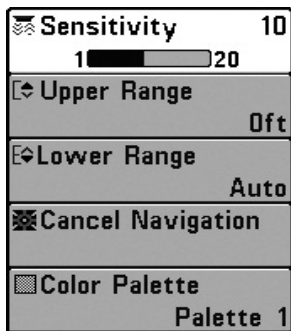 Sensitivity 10
1 20
Upper Range
0ft
Lower Range
Auto
Cancel Navigation
Color Palette
Palette 1